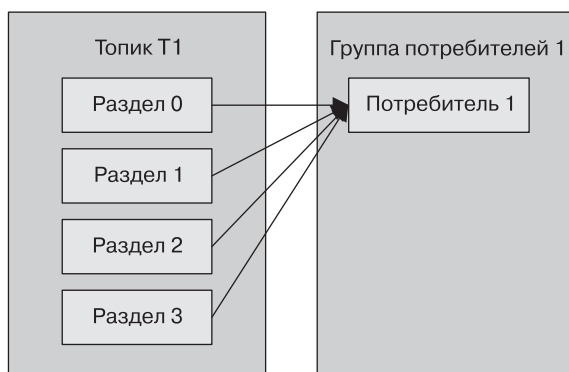 Топик T1
Раздел 0
Раздел 1
Раздел 2
Раздел 3
Группа потребителей 1
Потребитель 1